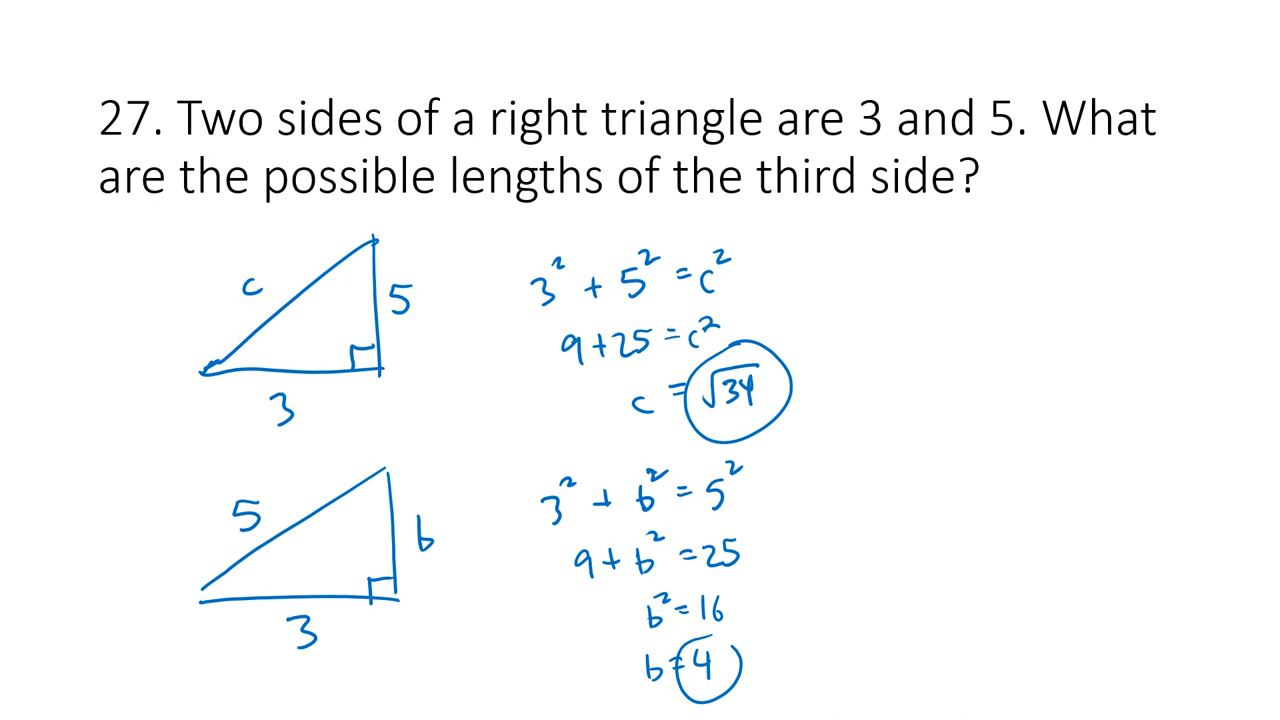 27. Two sides of a right triangle are 3 and 5. What
are the possible lengths of the third side?
c
5
3
3² + 5² = c²
9 + 25 = c²
c = √34
5
b
3
3² + b² = 5²
9 + b² = 25
b² = 16
b = 4